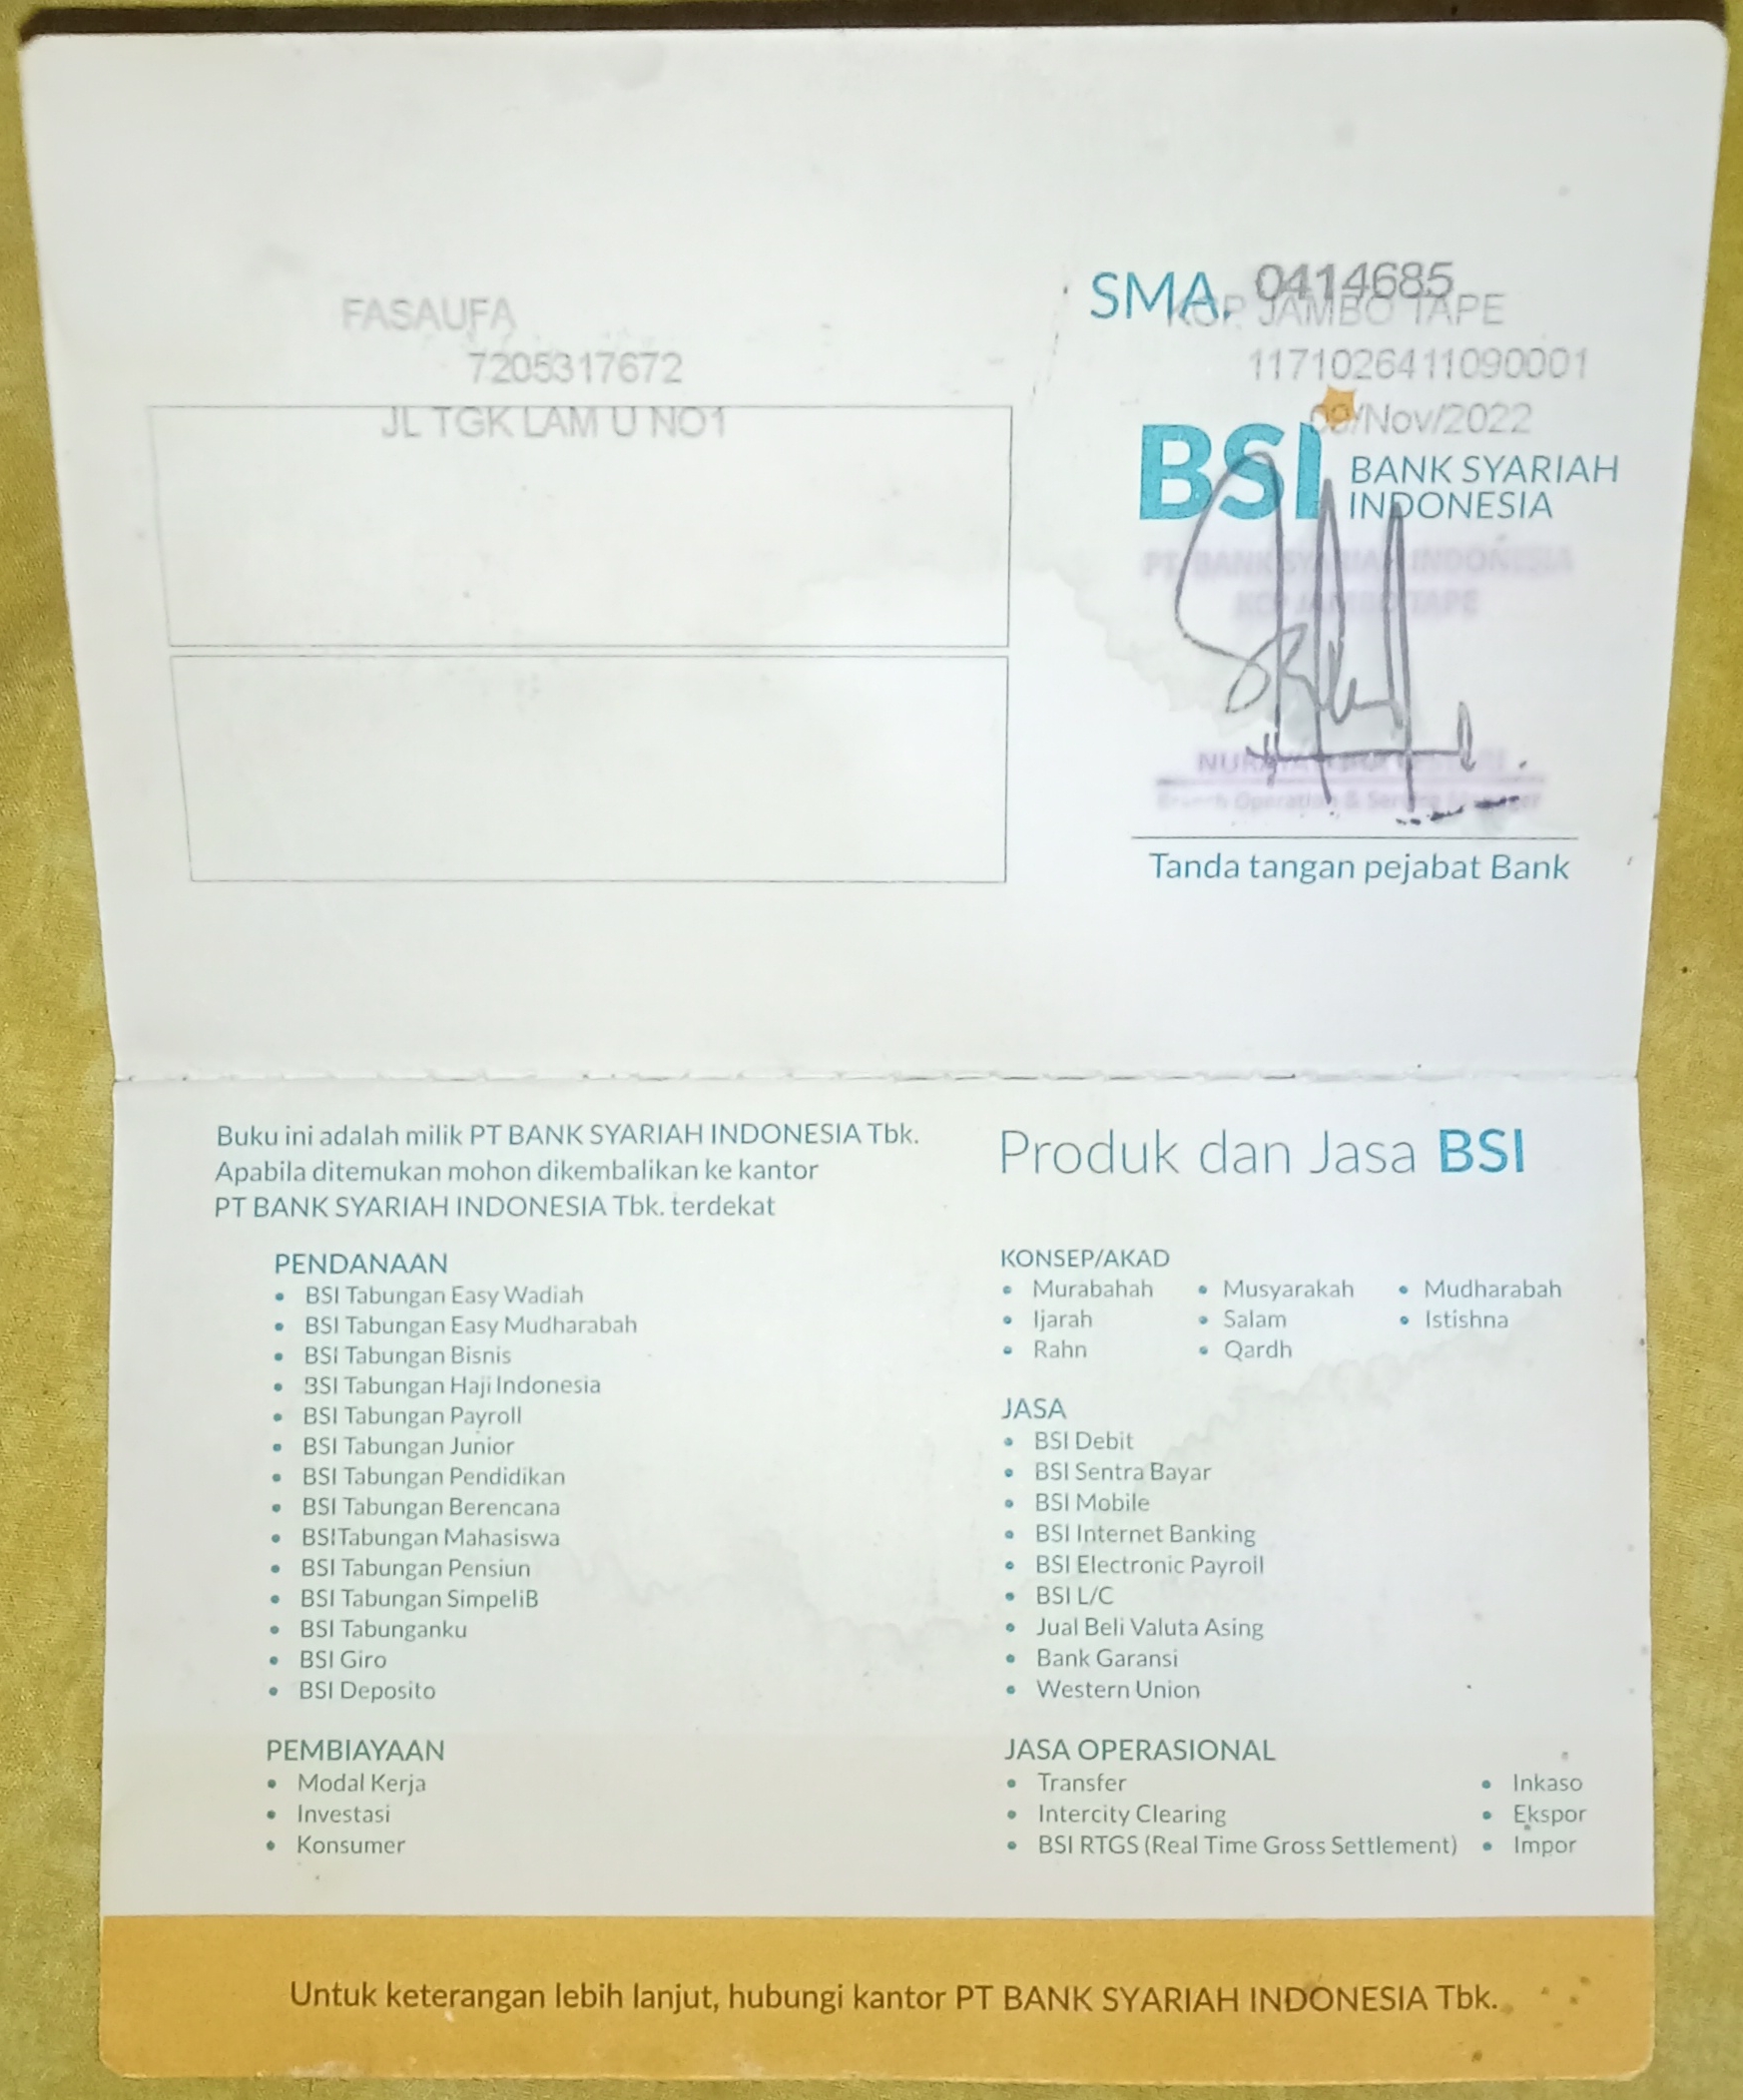 SMA. 0414685
FASAUFA
KCP. JAMBO TAPE
7205317672
1171026411090001
JL TGK LAM U NO1
09/Nov/2022
BSI BANK SYARIAH
INDONESIA
PT. BANK SYARIAH INDONESIA
KCP JAMBO TAPE
Branch Operation & Service Manager
Tanda tangan pejabat Bank
Buku ini adalah milik PT BANK SYARIAH INDONESIA Tbk.
Apabila ditemukan mohon dikembalikan ke kantor
PT BANK SYARIAH INDONESIA Tbk. terdekat
PENDANAAN
• BSI Tabungan Easy Wadiah
• BSI Tabungan Easy Mudharabah
• BSI Tabungan Bisnis
• BSI Tabungan Haji Indonesia
• BSI Tabungan Payroll
• BSI Tabungan Junior
• BSI Tabungan Pendidikan
• BSI Tabungan Berencana
• BSITabungan Mahasiswa
• BSI Tabungan Pensiun
• BSI Tabungan SimpeliB
• BSI Tabunganku
• BSI Giro
• BSI Deposito
PEMBIAYAAN
• Modal Kerja
• Investasi
• Konsumer
Produk dan Jasa BSI
KONSEP/AKAD
• Murabahah • Musyarakah • Mudharabah
• Ijarah • Salam • Istishna
• Rahn • Qardh
JASA
• BSI Debit
• BSI Sentra Bayar
• BSI Mobile
• BSI Internet Banking
• BSI Electronic Payroll
• BSI L/C
• Jual Beli Valuta Asing
• Bank Garansi
• Western Union
JASA OPERASIONAL
• Transfer • Inkaso
• Intercity Clearing • Ekspor
• BSI RTGS (Real Time Gross Settlement) • Impor
Untuk keterangan lebih lanjut, hubungi kantor PT BANK SYARIAH INDONESIA Tbk.